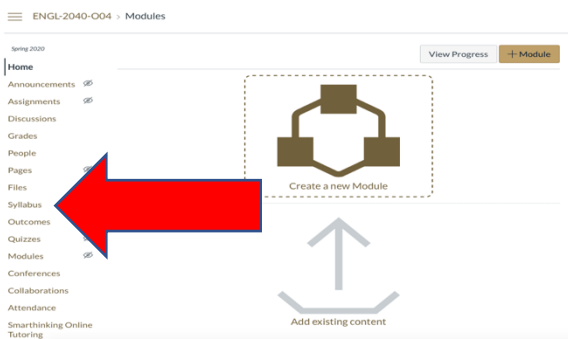 ENGL-2040-O04 > Modules
Spring 2020
View Progress
+ Module
Home
Announcements
Assignments
Discussions
Grades
People
Pages
Files
Syllabus
Outcomes
Quizzes
Modules
Conferences
Collaborations
Attendance
Smarthinking Online
Tutoring
Create a new Module
Add existing content